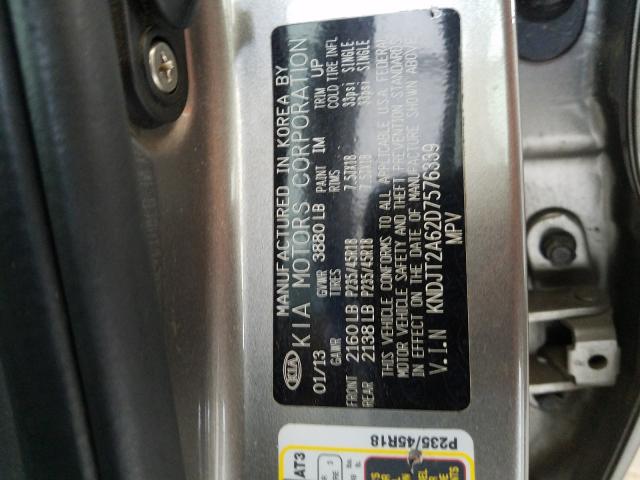 MANUFACTURED IN KOREA BY
KIA KIA MOTORS CORPORATION
01/13 GVWR 3880 LB PAINT IM TRIM UP
GAWR TIRES RIMS COLD TIRE INFL
FRONT 2160 LB P235/45R18 7.5JX18 33psi SINGLE
REAR 2138 LB P235/45R18 7.5JX18 33psi SINGLE
THIS VEHICLE CONFORMS TO ALL APPLICABLE U.S.A. FEDERAL
MOTOR VEHICLE SAFETY AND THEFT PREVENTION STANDARDS
IN EFFECT ON THE DATE OF MANUFACTURE SHOWN ABOVE
V.I.N KNDJT2A62D7576339
MPV
P235/45R18
AT3